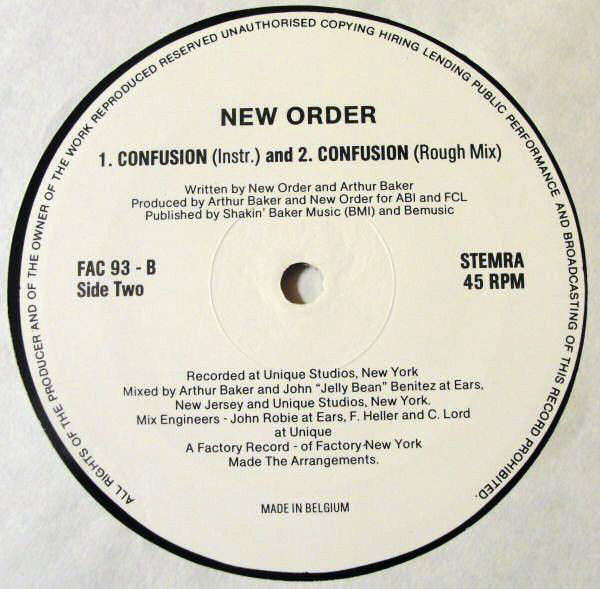 ALL RIGHTS OF THE PRODUCER AND OF THE OWNER OF THE WORK REPRODUCED RESERVED UNAUTHORISED COPYING HIRING LENDING PUBLIC PERFORMANCE AND BROADCASTING OF THIS RECORD PROHIBITED.
NEW ORDER
1. CONFUSION (Instr.) and 2. CONFUSION (Rough Mix)
Written by New Order and Arthur Baker
Produced by Arthur Baker and New Order for ABI and FCL
Published by Shakin' Baker Music (BMI) and Bemusic
FAC 93 - B
Side Two
STEMRA
45 RPM
Recorded at Unique Studios, New York
Mixed by Arthur Baker and John "Jelly Bean" Benitez at Ears,
New Jersey and Unique Studios, New York.
Mix Engineers - John Robie at Ears, F. Heller and C. Lord
at Unique
A Factory Record - of Factory-New York
Made The Arrangements.
MADE IN BELGIUM